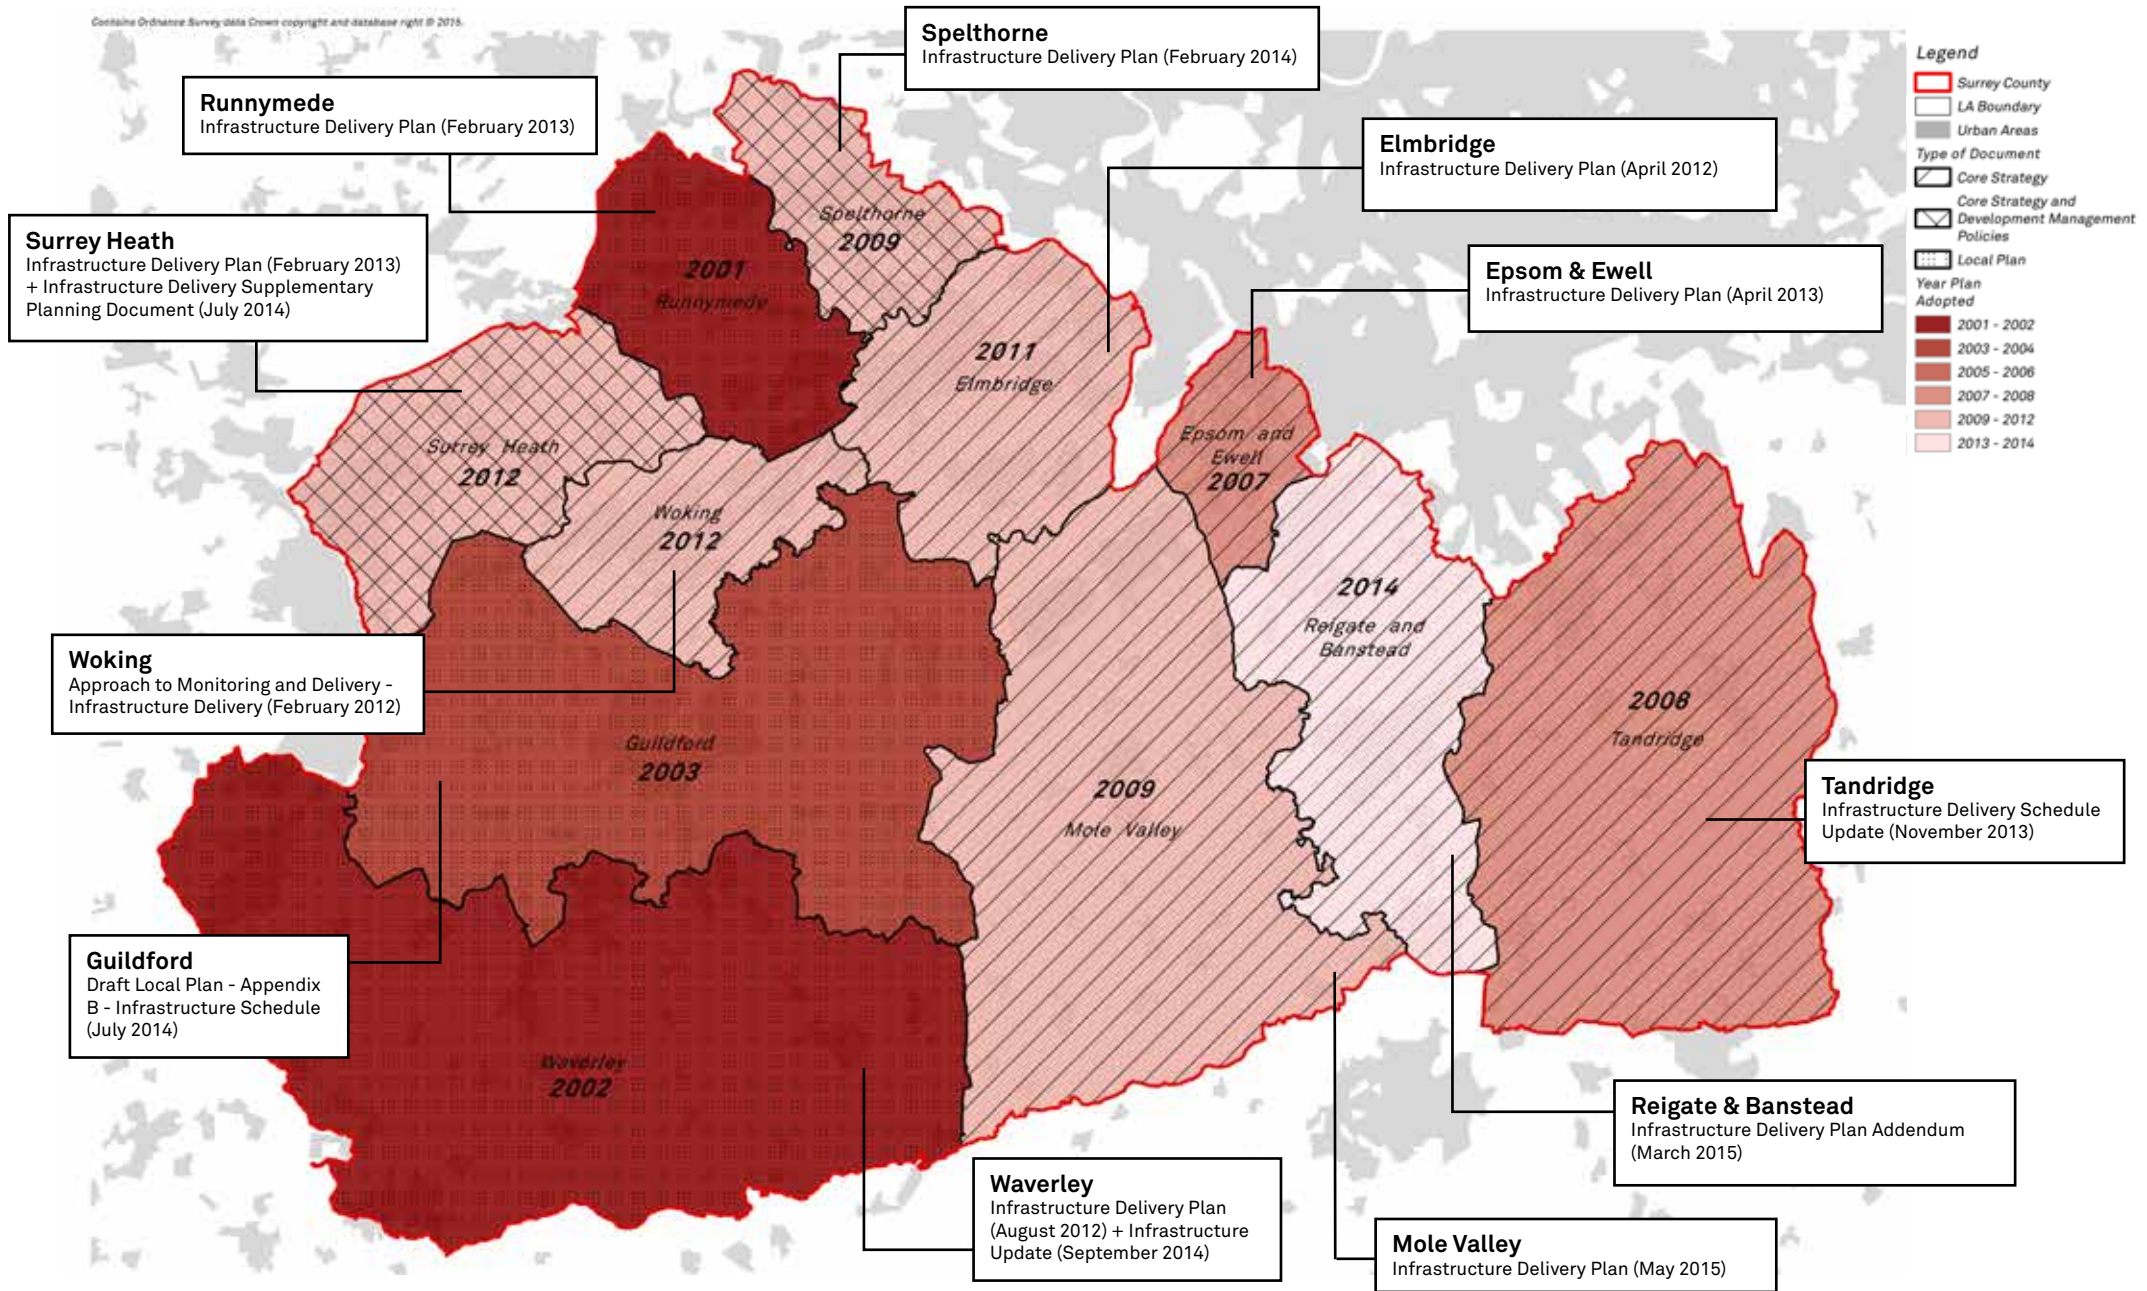 Contains Ordnance Survey data Crown copyright and database right © 2015.
Spelthorne
Infrastructure Delivery Plan (February 2014)
Runnymede
Infrastructure Delivery Plan (February 2013)
Elmbridge
Infrastructure Delivery Plan (April 2012)
Surrey Heath
Infrastructure Delivery Plan (February 2013)
+ Infrastructure Delivery Supplementary
Planning Document (July 2014)
Epsom & Ewell
Infrastructure Delivery Plan (April 2013)
Legend
Surrey County
LA Boundary
Urban Areas
Type of Document
Core Strategy
Core Strategy and
Development Management
Policies
Local Plan
Year Plan
Adopted
2001 - 2002
2003 - 2004
2005 - 2006
2007 - 2008
2009 - 2012
2013 - 2014
Spelthorne
2009
2001
Runnymede
2011
Elmbridge
Epsom and
Ewell
2007
Surrey Heath
2012
Woking
2012
2014
Reigate and
Banstead
2008
Tandridge
Guildford
2003
2009
Mole Valley
Waverley
2002
Woking
Approach to Monitoring and Delivery -
Infrastructure Delivery (February 2012)
Tandridge
Infrastructure Delivery Schedule
Update (November 2013)
Guildford
Draft Local Plan - Appendix
B - Infrastructure Schedule
(July 2014)
Reigate & Banstead
Infrastructure Delivery Plan Addendum
(March 2015)
Waverley
Infrastructure Delivery Plan
(August 2012) + Infrastructure
Update (September 2014)
Mole Valley
Infrastructure Delivery Plan (May 2015)